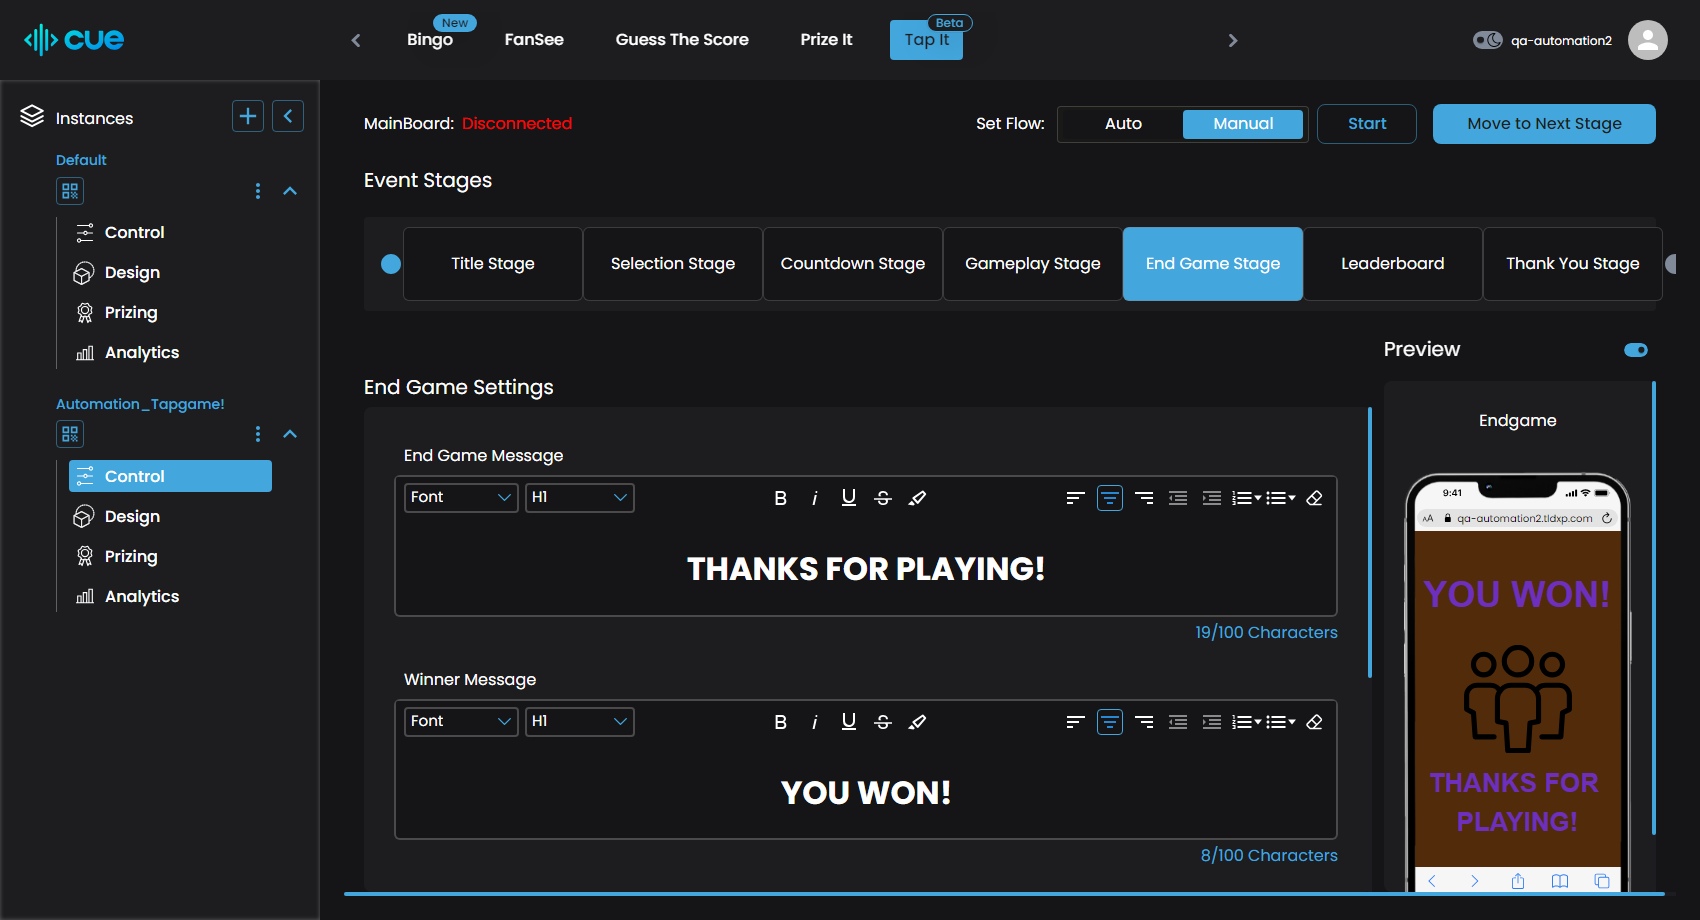 cue
New
Bingo
FanSee
Guess The Score
Prize It
Beta
Tap It
qa-automation2
Instances
Default
Control
Design
Prizing
Analytics
Automation_Tapgame!
Control
Design
Prizing
Analytics
MainBoard: Disconnected
Set Flow:
Auto
Manual
Start
Move to Next Stage
Event Stages
Title Stage
Selection Stage
Countdown Stage
Gameplay Stage
End Game Stage
Leaderboard
Thank You Stage
End Game Settings
End Game Message
Font
H1
B
i
U
S
THANKS FOR PLAYING!
19/100 Characters
Winner Message
Font
H1
B
i
U
S
YOU WON!
8/100 Characters
Preview
Endgame
9:41
AA
qa-automation2.tldxp.com
YOU WON!
THANKS FOR
PLAYING!